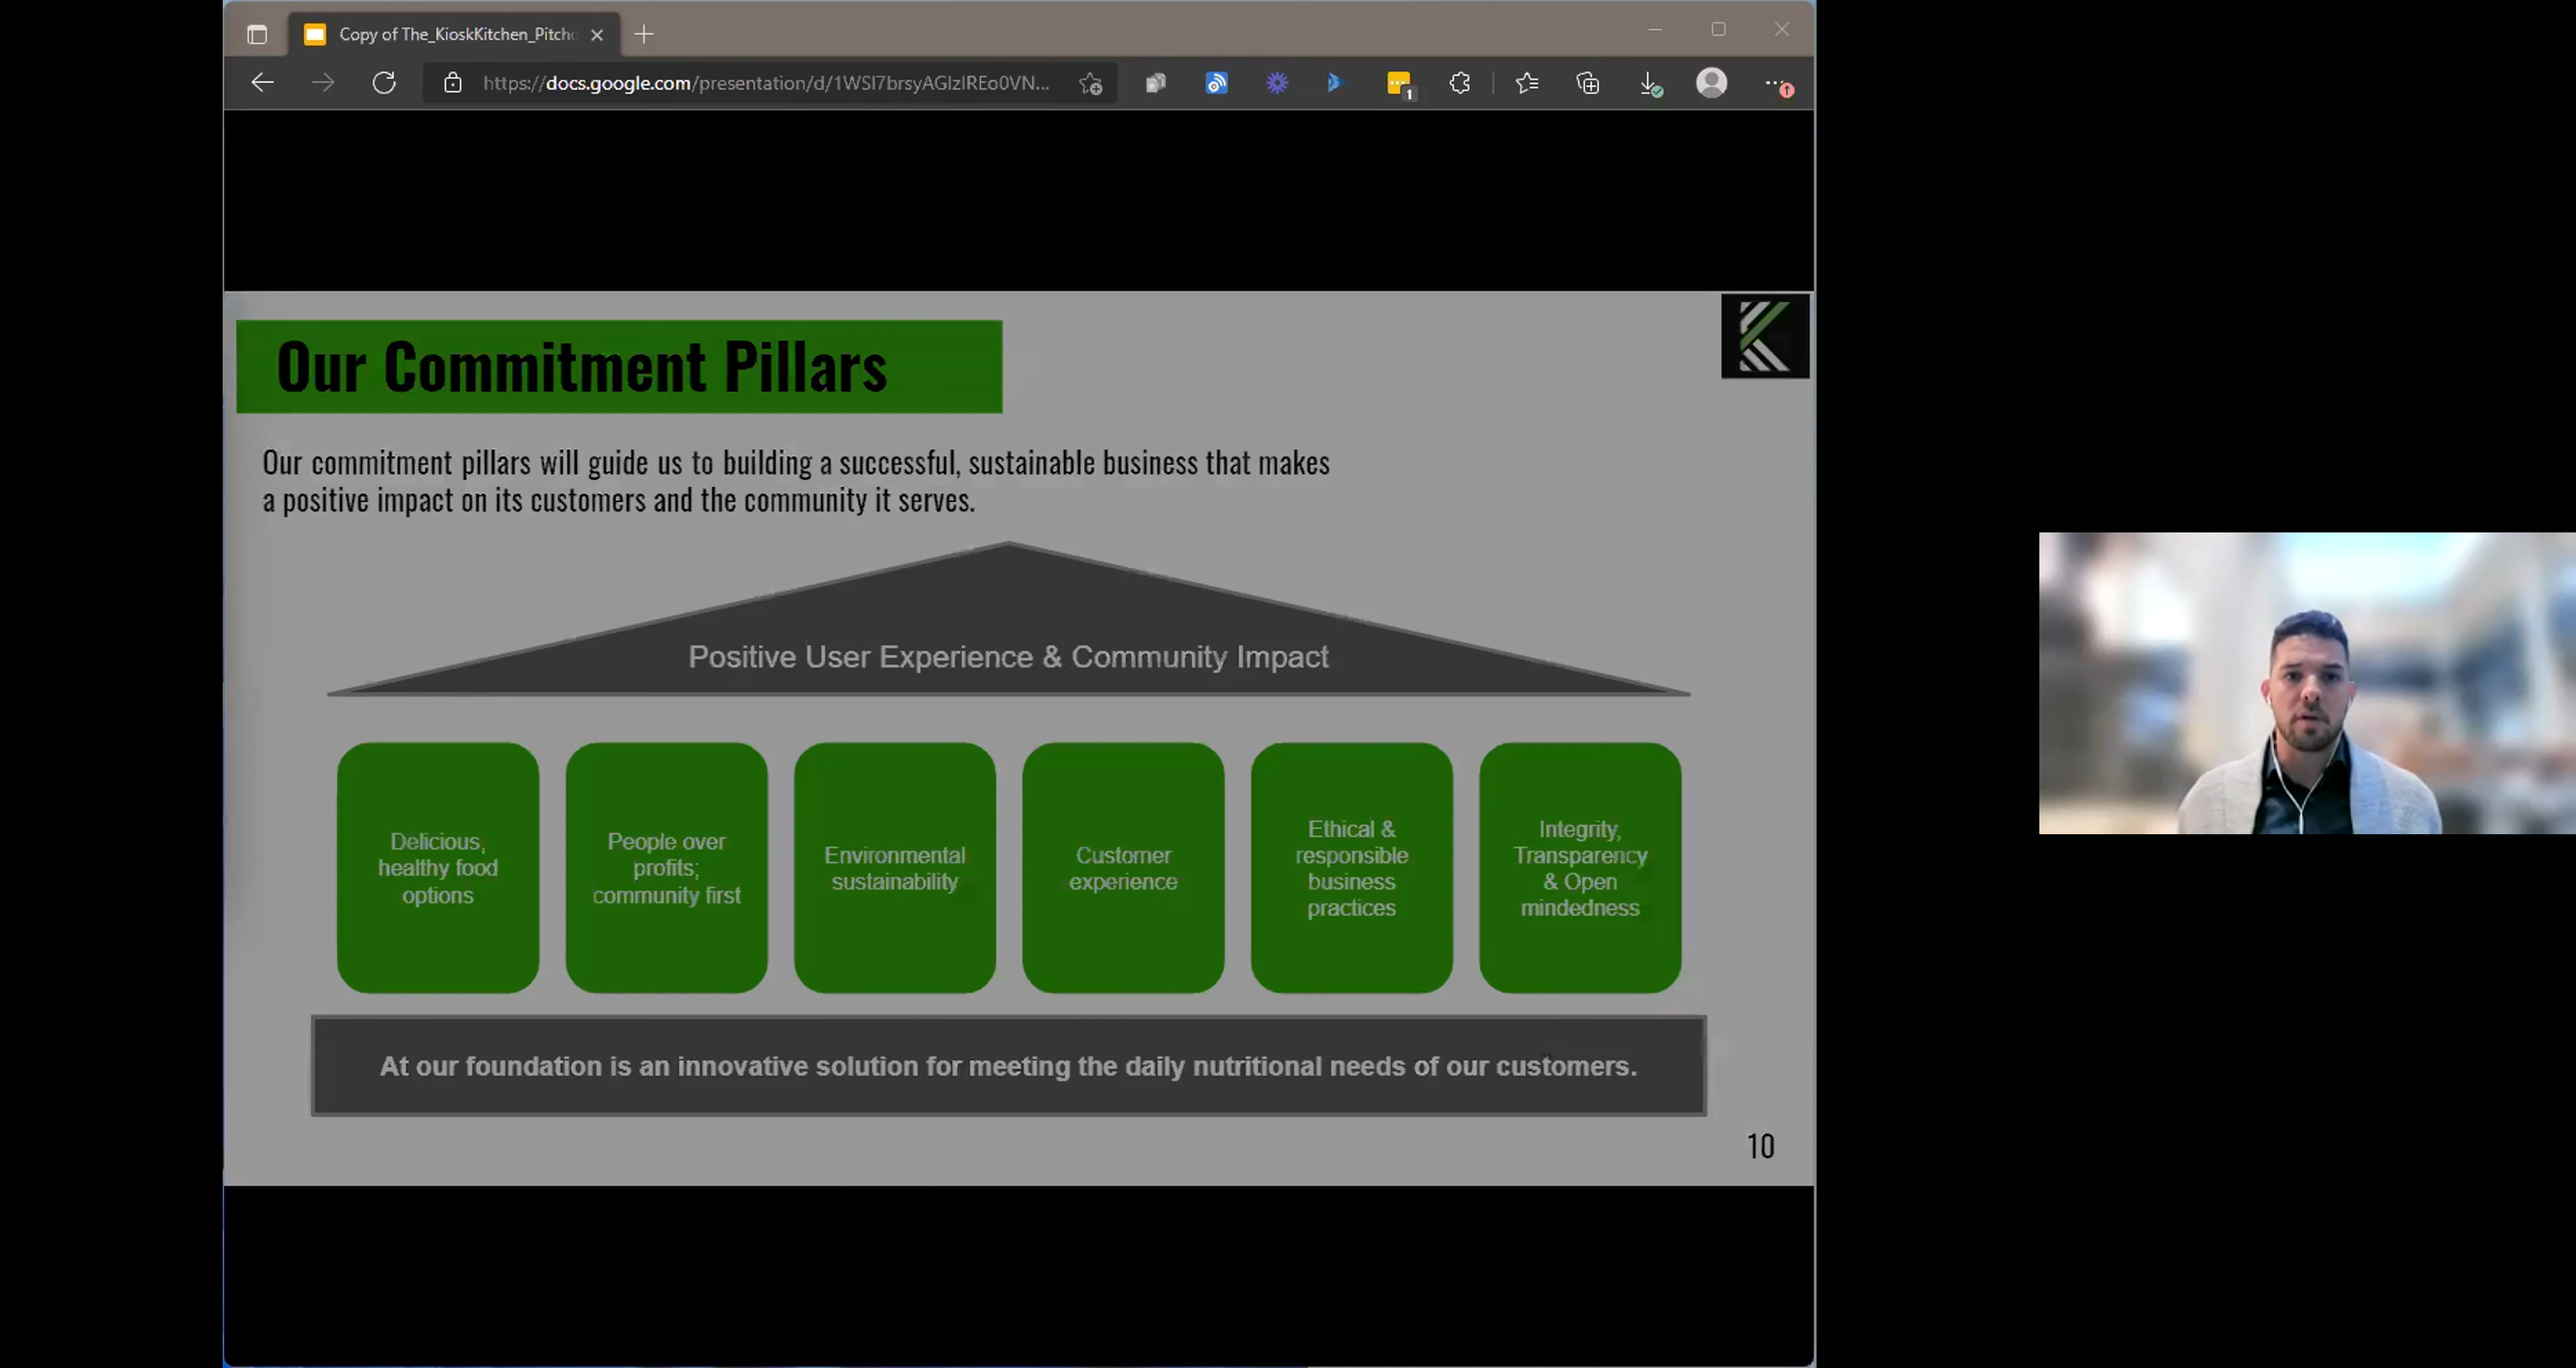 Copy of The_KioskKitchen_Pitch
https://docs.google.com/presentation/d/1WSI7brsyAGIzlREo0VN...
1
Our Commitment Pillars
Our commitment pillars will guide us to building a successful, sustainable business that makes
a positive impact on its customers and the community it serves.
Positive User Experience & Community Impact
Delicious,
healthy food
options
People over
profits;
community first
Environmental
sustainability
Customer
experience
Ethical &
responsible
business
practices
Integrity,
Transparency
& Open
mindedness
At our foundation is an innovative solution for meeting the daily nutritional needs of our customers.
10